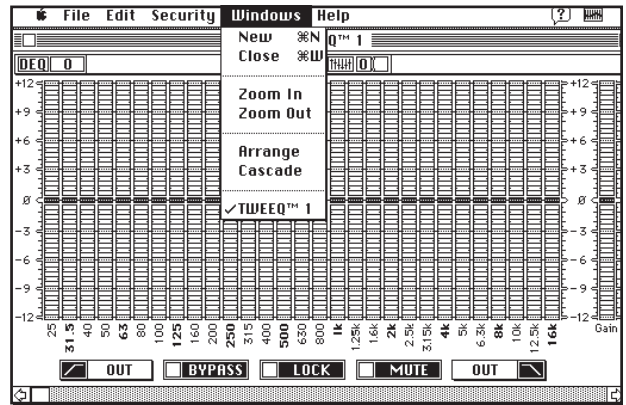 File Edit Security Windows Help
Q™ 1
New ⌘N
Close ⌘W
Zoom In
Zoom Out
Arrange
Cascade
✓TWEEQ™ 1
DEQ 0
0
+12 +12
+9 +9
+6 +6
+3 +3
Ø Ø
-3 -3
-6 -6
-9 -9
-12 -12
25 31.5 40 50 63 80 100 125 160 200 250 315 400 500 630 800 1k 1.25k 1.6k 2k 2.5k 3.15k 4k 5k 6.3k 8k 10k 12.5k 16k Gain
OUT BYPASS LOCK MUTE OUT